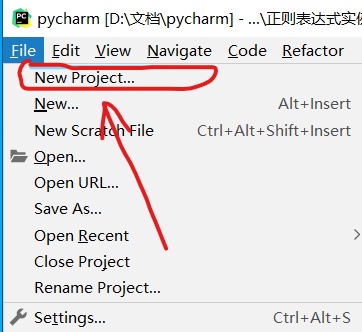 PC pycharm [D:\文档\pycharm] - ...\正则表达式实例
File Edit View Navigate Code Refactor
New Project...
New... Alt+Insert
New Scratch File Ctrl+Alt+Shift+Insert
Open...
Open URL...
Save As...
Open Recent
Close Project
Rename Project...
Settings... Ctrl+Alt+S